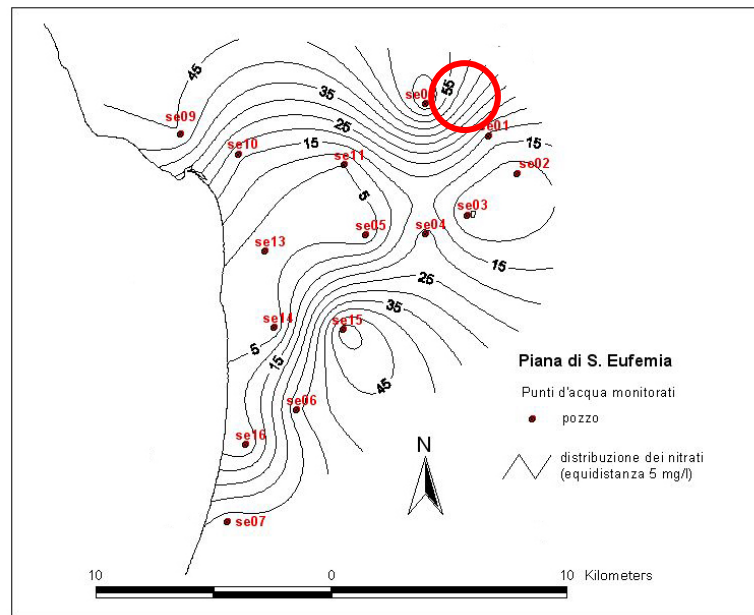 45
55
se09
35
se01
se10
25
15
se11
15
se02
5
se03
se05
se04
se13
15
25
35
se14
se15
5
15
45
se06
se16
se07
Piana di S. Eufemia
Punti d'acqua monitorati
pozzo
distribuzione dei nitrati
(equidistanza 5 mg/l)
N
10 0 10 Kilometers